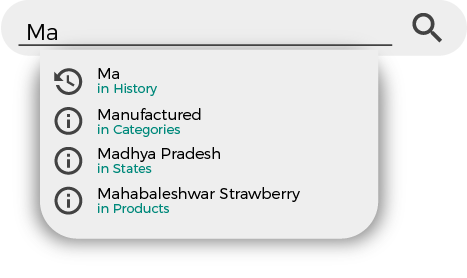 Ma
Ma
in History
Manufactured
in Categories
Madhya Pradesh
in States
Mahabaleshwar Strawberry
in Products